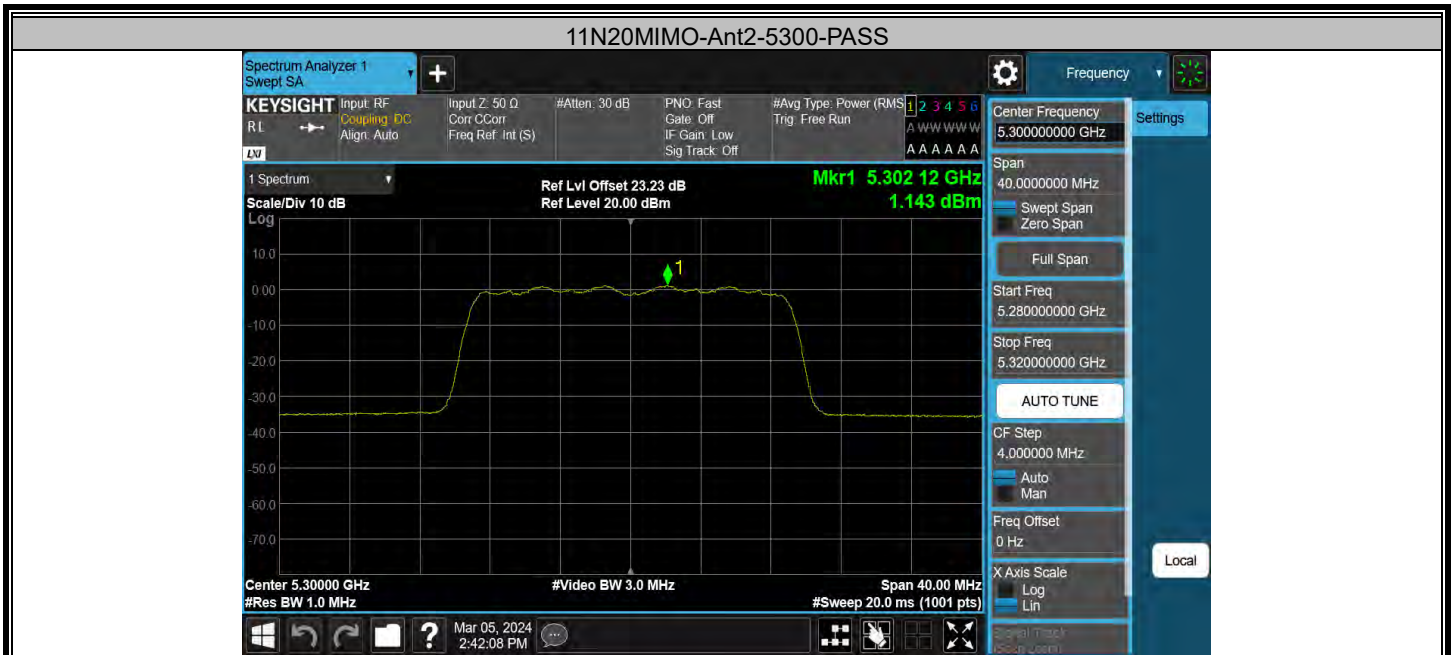 11N20MIMO-Ant2-5300-PASS
Spectrum Analyzer 1
Swept SA
+
Frequency
KEYSIGHT
RL
LXI
Input: RF
Coupling: DC
Align: Auto
Input Z: 50 Ω
Corr CCorr
Freq Ref: Int (S)
#Atten: 30 dB
PNO: Fast
Gate: Off
IF Gain: Low
Sig Track: Off
#Avg Type: Power (RMS
Trig: Free Run
1 2 3 4 5 6
A W W W W W
A A A A A A
1 Spectrum
Scale/Div 10 dB
Log
Ref Lvl Offset 23.23 dB
Ref Level 20.00 dBm
Mkr1 5.302 12 GHz
1.143 dBm
1
10.0
0.00
-10.0
-20.0
-30.0
-40.0
-50.0
-60.0
-70.0
Center 5.30000 GHz
#Res BW 1.0 MHz
#Video BW 3.0 MHz
Span 40.00 MHz
#Sweep 20.0 ms (1001 pts)
Center Frequency
5.300000000 GHz
Settings
Span
40.0000000 MHz
Swept Span
Zero Span
Full Span
Start Freq
5.280000000 GHz
Stop Freq
5.320000000 GHz
AUTO TUNE
CF Step
4.000000 MHz
Auto
Man
Freq Offset
0 Hz
X Axis Scale
Log
Lin
Local
Signal Track
(Span Zoom)
?
Mar 05, 2024
2:42:08 PM